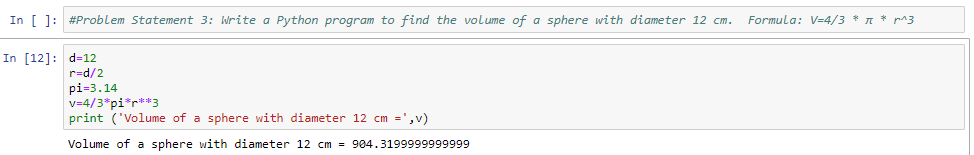 In [ ]: #Problem Statement 3: Write a Python program to find the volume of a sphere with diameter 12 cm.  Formula: V=4/3 * π * r^3
In [12]: d=12
r=d/2
pi=3.14
v=4/3*pi*r**3
print ('Volume of a sphere with diameter 12 cm =',v)
Volume of a sphere with diameter 12 cm = 904.3199999999999